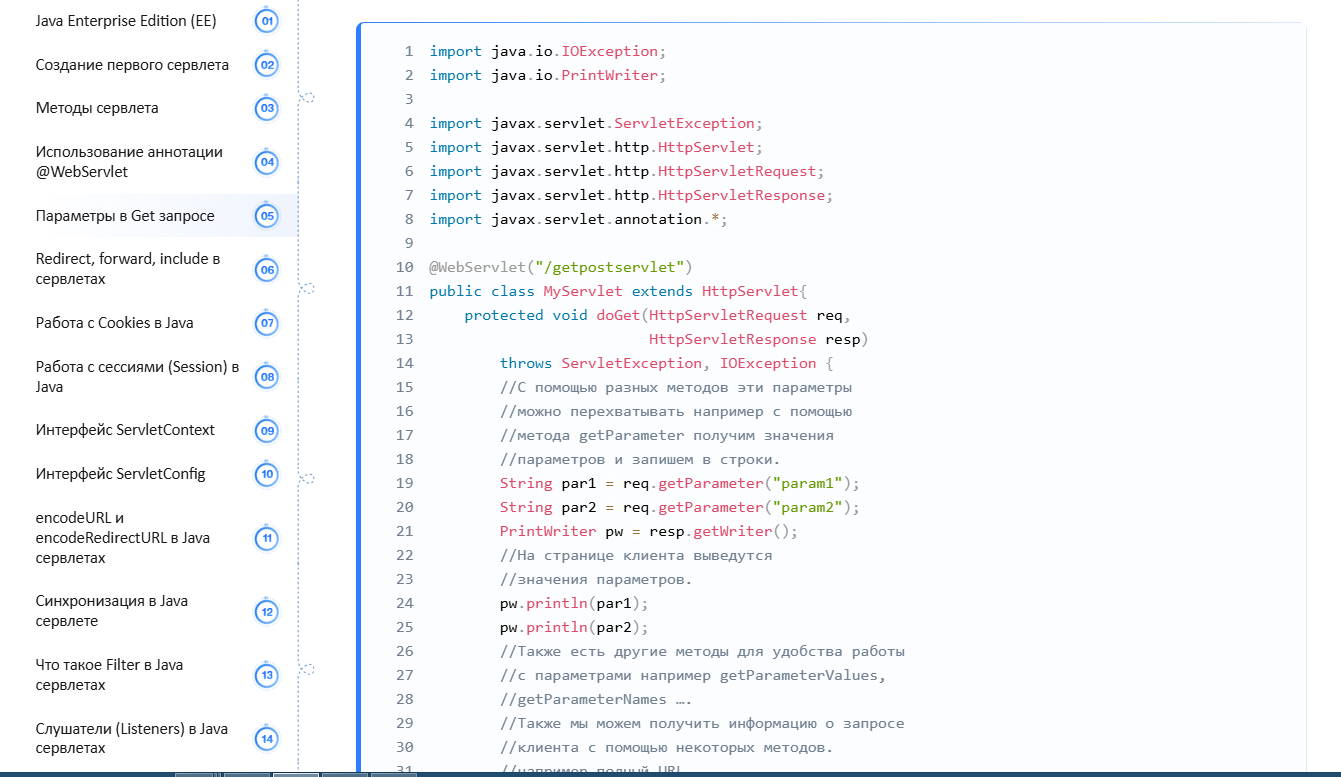 Java Enterprise Edition (EE)
01
Создание первого сервлета
02
Методы сервлета
03
Использование аннотации
@WebServlet
04
Параметры в Get запросе
05
Redirect, forward, include в
сервлетах
06
Работа с Cookies в Java
07
Работа с сессиями (Session) в
Java
08
Интерфейс ServletContext
09
Интерфейс ServletConfig
10
encodeURL и
encodeRedirectURL в Java
сервлетах
11
Синхронизация в Java
сервлете
12
Что такое Filter в Java
сервлетах
13
Слушатели (Listeners) в Java
сервлетах
14
1 import java.io.IOException;
2 import java.io.PrintWriter;
3
4 import javax.servlet.ServletException;
5 import javax.servlet.http.HttpServlet;
6 import javax.servlet.http.HttpServletRequest;
7 import javax.servlet.http.HttpServletResponse;
8 import javax.servlet.annotation.*;
9
10 @WebServlet("/getpostservlet")
11 public class MyServlet extends HttpServlet{
12 protected void doGet(HttpServletRequest req,
13 HttpServletResponse resp)
14 throws ServletException, IOException {
15 //С помощью разных методов эти параметры
16 //можно перехватывать например с помощью
17 //метода getParameter получим значения
18 //параметров и запишем в строки.
19 String par1 = req.getParameter("param1");
20 String par2 = req.getParameter("param2");
21 PrintWriter pw = resp.getWriter();
22 //На странице клиента выведутся
23 //значения параметров.
24 pw.println(par1);
25 pw.println(par2);
26 //Также есть другие методы для удобства работы
27 //с параметрами например getParameterValues,
28 //getParameterNames ….
29 //Также мы можем получить информацию о запросе
30 //клиента с помощью некоторых методов.
31 //например полный URL